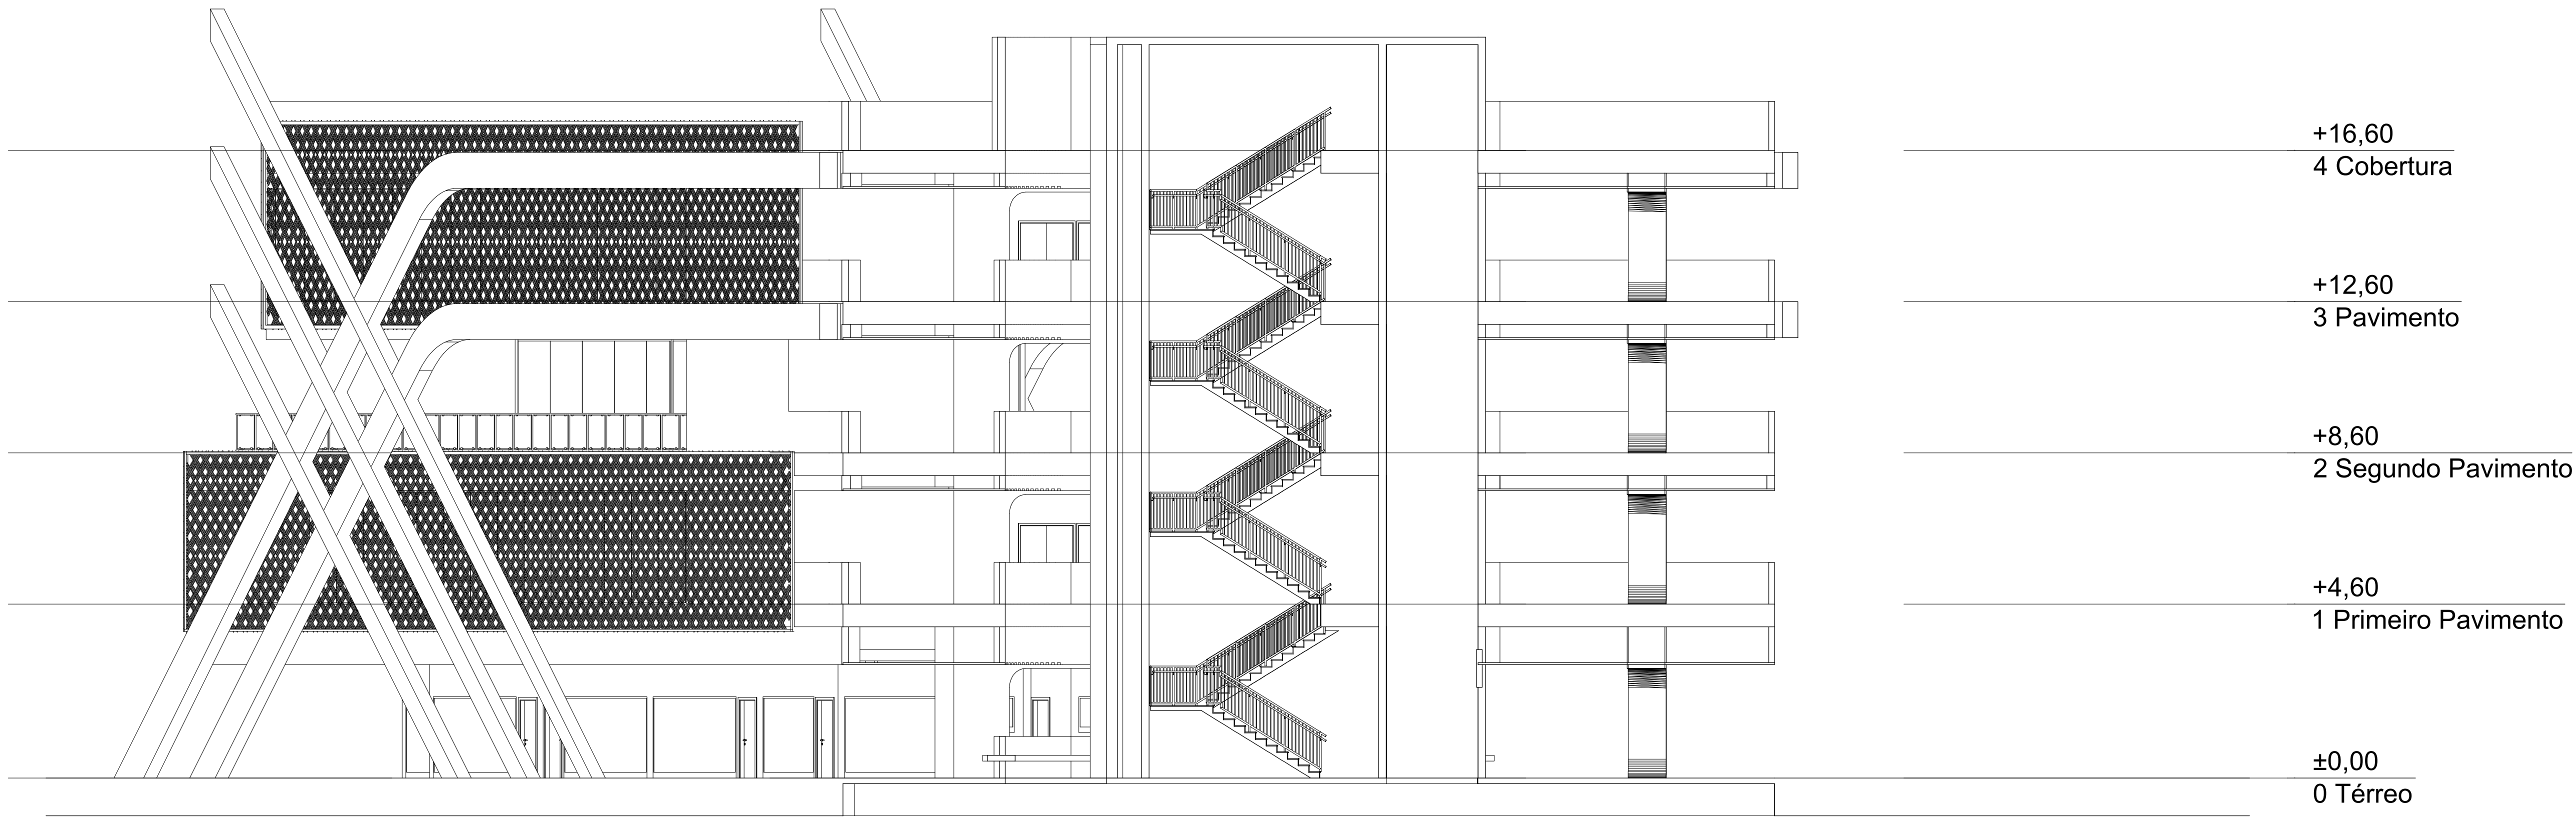 +16,60
4 Cobertura
+12,60
3 Pavimento
+8,60
2 Segundo Pavimento
+4,60
1 Primeiro Pavimento
±0,00
0 Térreo